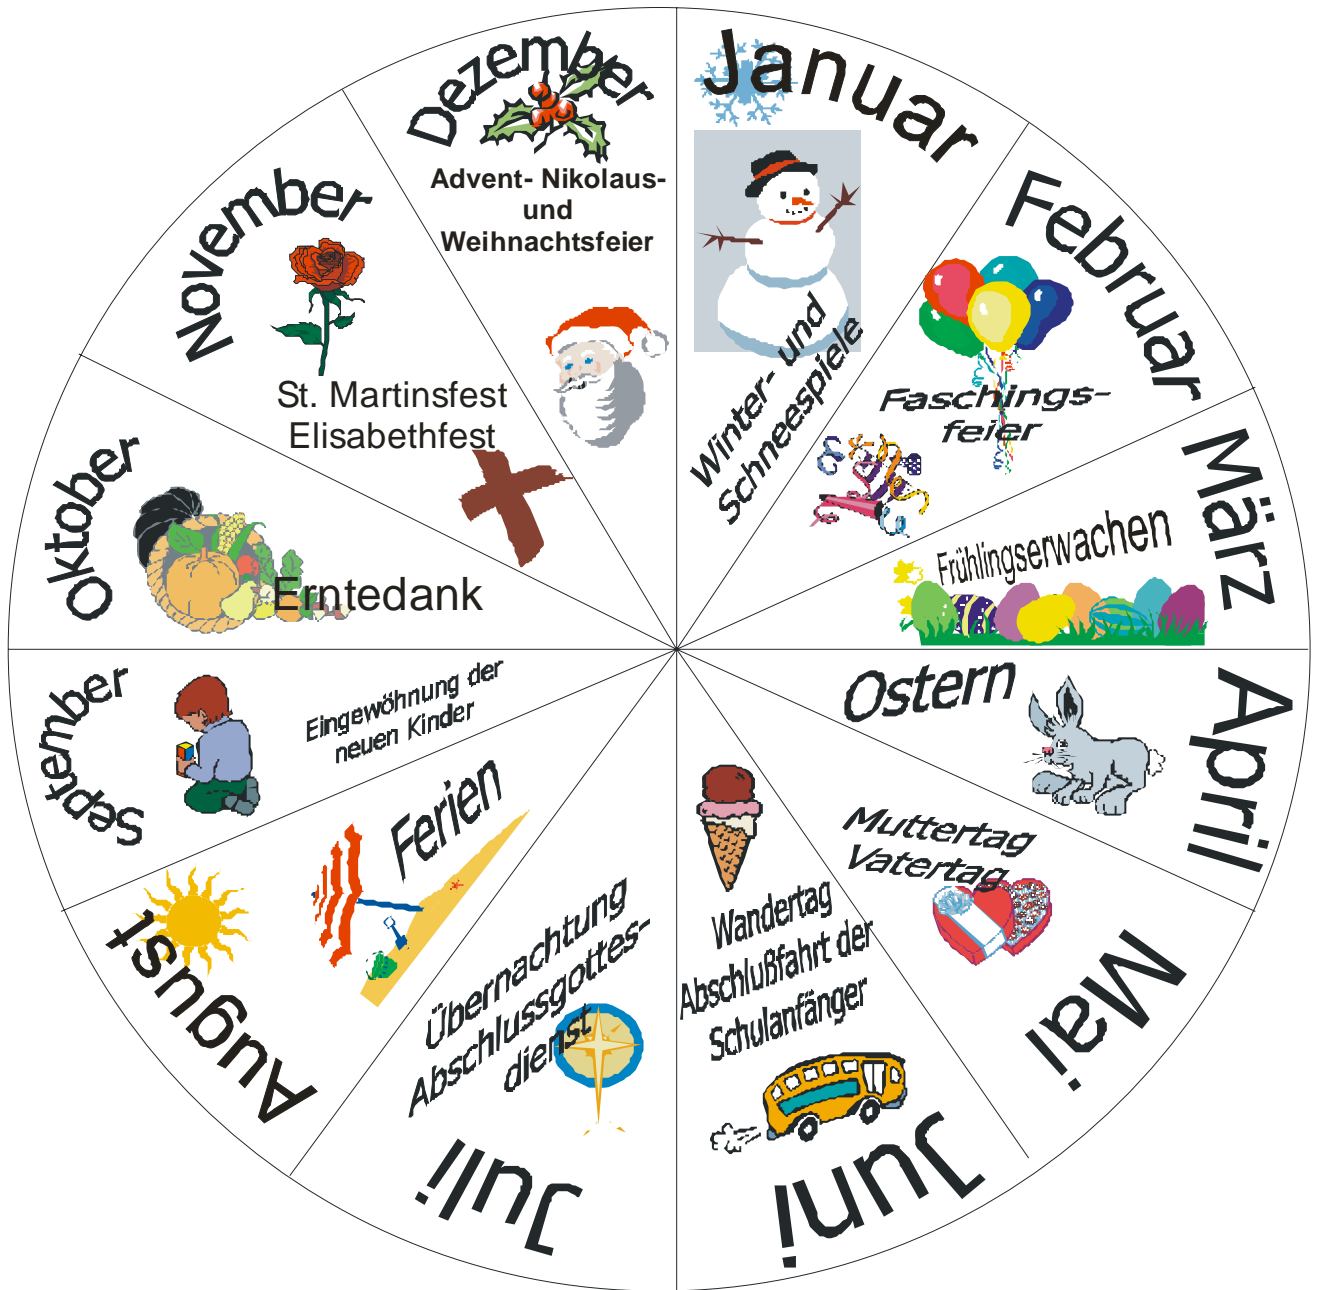 Januar
Winter- und
Schneespiele
Februar
Faschings-
feier
März
Frühlingserwachen
April
Ostern
Mai
Muttertag
Vatertag
Juni
Wandertag
Abschlußfahrt der
Schulanfänger
Juli
Übernachtung
Abschlussgottes-
dienst
August
Ferien
September
Eingewöhnung der
neuen Kinder
Oktober
Erntedank
November
St. Martinsfest
Elisabethfest
Dezember
Advent- Nikolaus-
und
Weihnachtsfeier